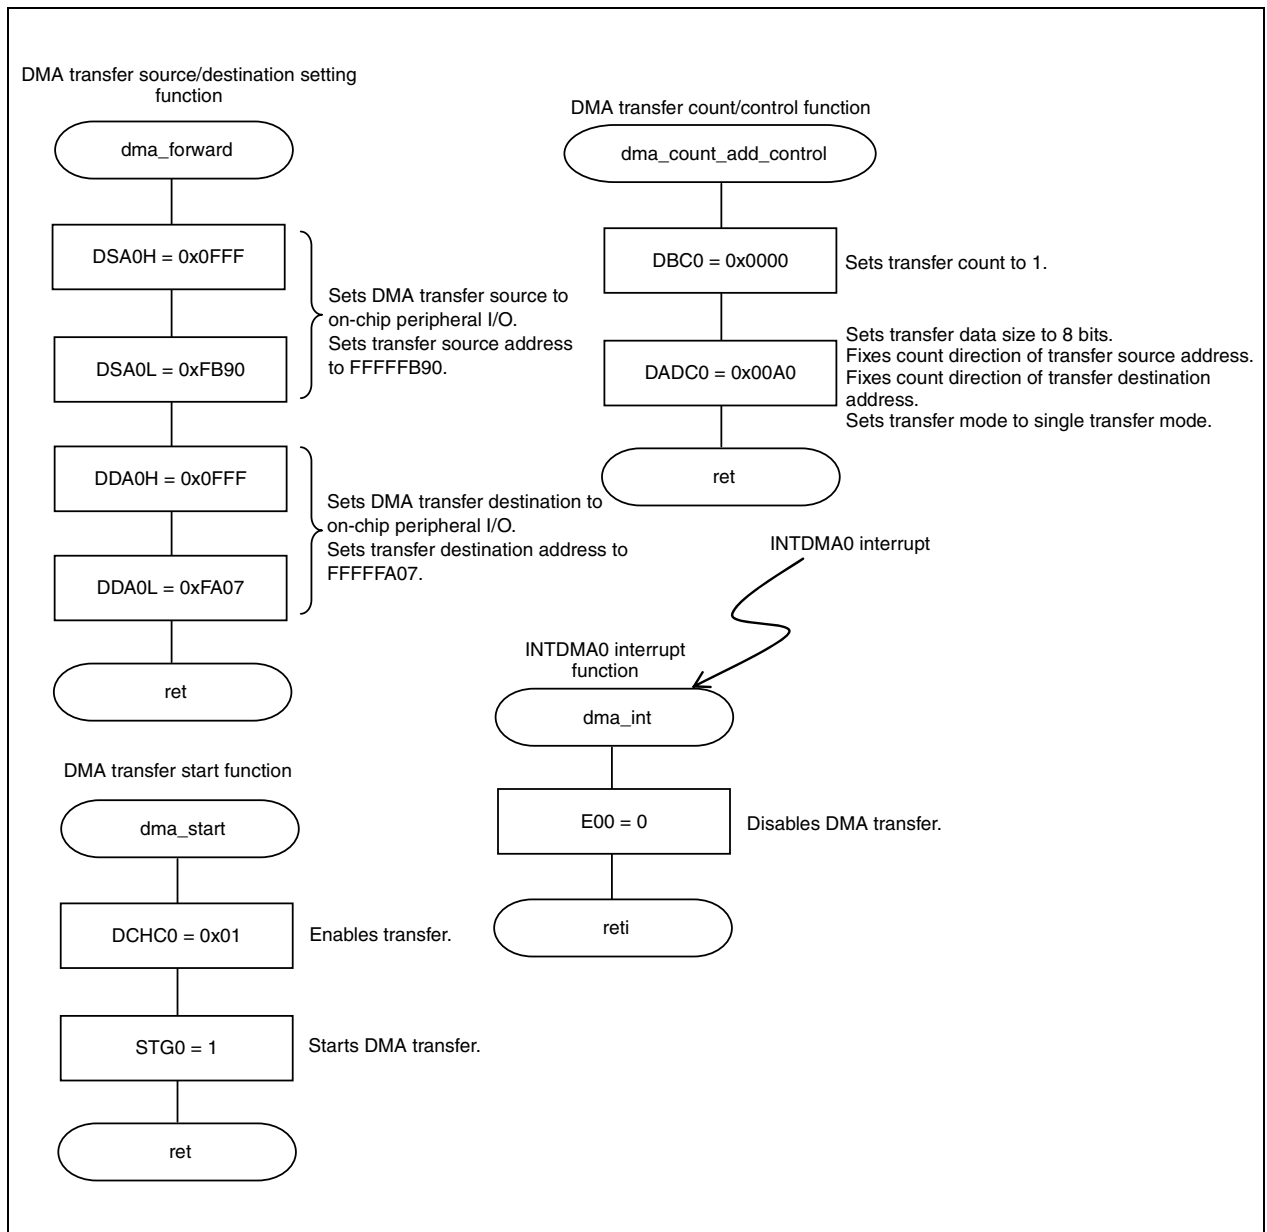 DMA transfer source/destination setting
function
dma_forward
DSA0H = 0x0FFF
DSA0L = 0xFB90
Sets DMA transfer source to
on-chip peripheral I/O.
Sets transfer source address
to FFFFFB90.
DDA0H = 0x0FFF
DDA0L = 0xFA07
Sets DMA transfer destination to
on-chip peripheral I/O.
Sets transfer destination address to
FFFFFA07.
ret
DMA transfer count/control function
dma_count_add_control
DBC0 = 0x0000
Sets transfer count to 1.
DADC0 = 0x00A0
Sets transfer data size to 8 bits.
Fixes count direction of transfer source address.
Fixes count direction of transfer destination
address.
Sets transfer mode to single transfer mode.
ret
INTDMA0 interrupt
INTDMA0 interrupt
function
dma_int
E00 = 0
Disables DMA transfer.
reti
DMA transfer start function
dma_start
DCHC0 = 0x01
Enables transfer.
STG0 = 1
Starts DMA transfer.
ret